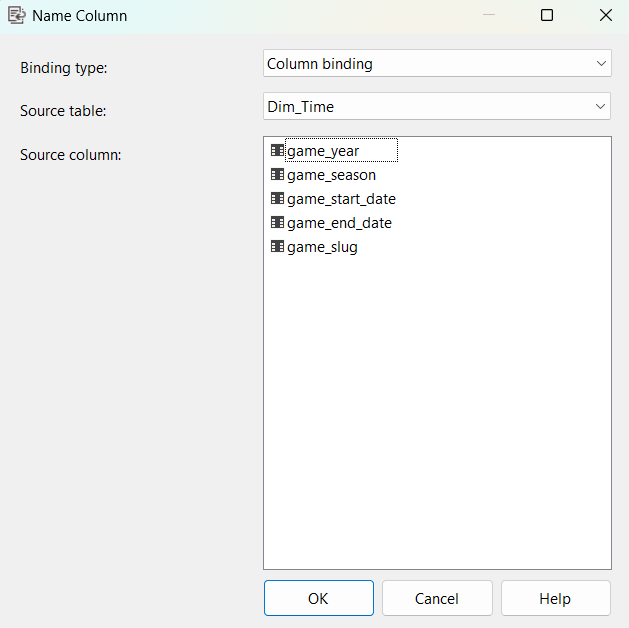 Name Column
Binding type:
Column binding
Source table:
Dim_Time
Source column:
game_year
game_season
game_start_date
game_end_date
game_slug
OK
Cancel
Help